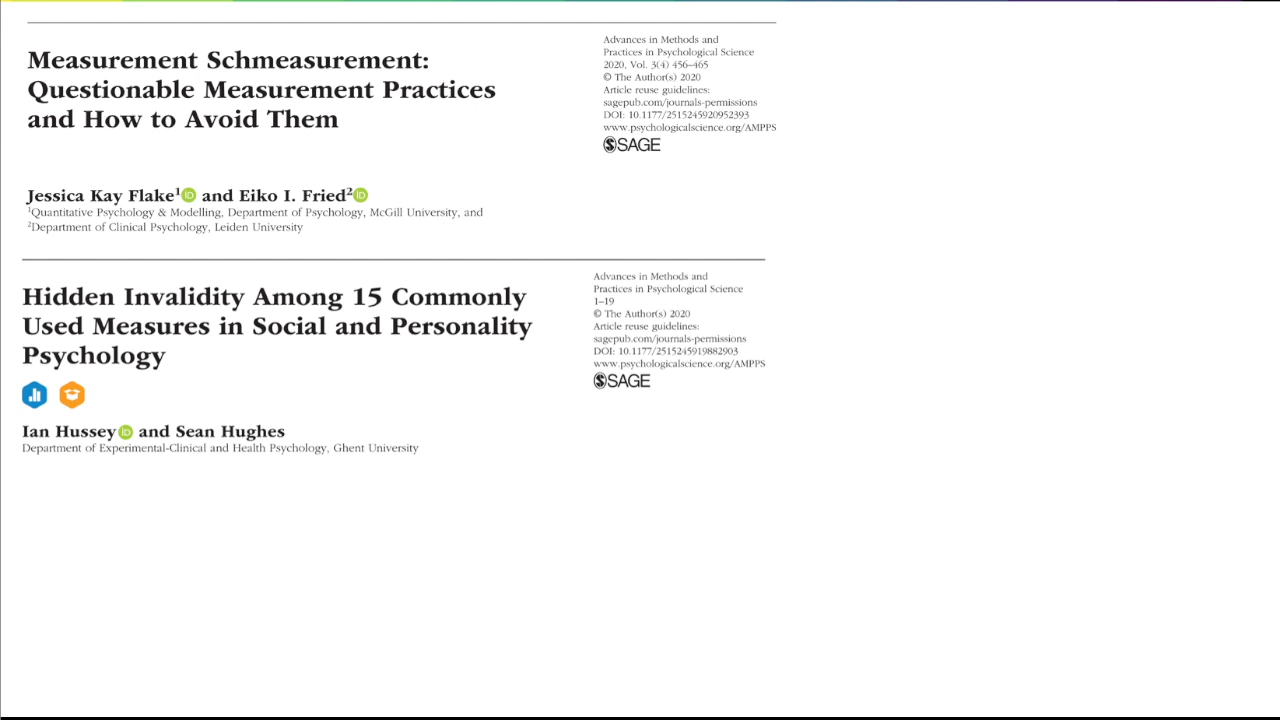 Measurement Schmeasurement:
Questionable Measurement Practices
and How to Avoid Them
Advances in Methods and
Practices in Psychological Science
2020, Vol. 3(4) 456–465
© The Author(s) 2020
Article reuse guidelines:
sagepub.com/journals-permissions
DOI: 10.1177/2515245920952393
www.psychologicalscience.org/AMPPS
SAGE
Jessica Kay Flake¹ iD and Eiko I. Fried² iD
¹Quantitative Psychology & Modelling, Department of Psychology, McGill University, and
²Department of Clinical Psychology, Leiden University
Hidden Invalidity Among 15 Commonly
Used Measures in Social and Personality
Psychology
Advances in Methods and
Practices in Psychological Science
1–19
© The Author(s) 2020
Article reuse guidelines:
sagepub.com/journals-permissions
DOI: 10.1177/2515245919882903
www.psychologicalscience.org/AMPPS
SAGE
Ian Hussey iD and Sean Hughes
Department of Experimental-Clinical and Health Psychology, Ghent University